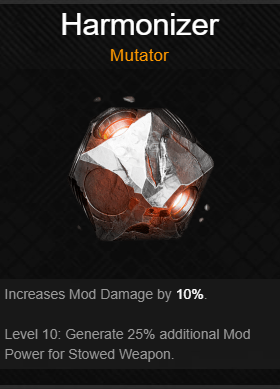 Harmonizer
Mutator
Increases Mod Damage by 10%.
Level 10: Generate 25% additional Mod
Power for Stowed Weapon.